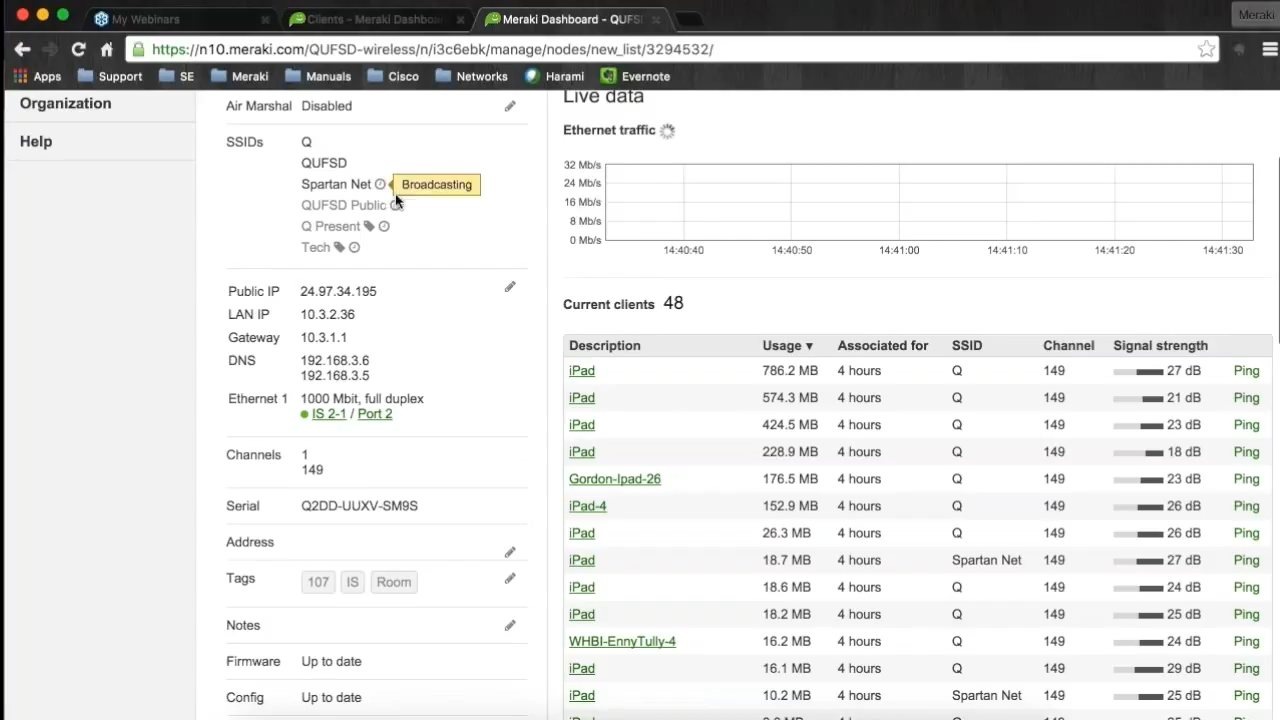 My Webinars
Clients – Meraki Dashboa
Meraki Dashboard - QUFS
Meraki
https://n10.meraki.com/QUFSD-wireless/n/i3c6ebk/manage/nodes/new_list/3294532/
Apps Support SE Meraki Manuals Cisco Networks Harami Evernote
Organization
Help
Air Marshal Disabled
SSIDs Q
QUFSD
Spartan Net Broadcasting
QUFSD Public
Q Present
Tech
Public IP 24.97.34.195
LAN IP 10.3.2.36
Gateway 10.3.1.1
DNS 192.168.3.6
192.168.3.5
Ethernet 1 1000 Mbit, full duplex
IS 2-1 / Port 2
Channels 1
149
Serial Q2DD-UUXV-SM9S
Address
Tags 107 IS Room
Notes
Firmware Up to date
Config Up to date
Live data
Ethernet traffic
32 Mb/s
24 Mb/s
16 Mb/s
8 Mb/s
0 Mb/s
14:40:40 14:40:50 14:41:00 14:41:10 14:41:20 14:41:30
Current clients 48
Description Usage ▼ Associated for SSID Channel Signal strength
iPad 786.2 MB 4 hours Q 149 27 dB Ping
iPad 574.3 MB 4 hours Q 149 21 dB Ping
iPad 424.5 MB 4 hours Q 149 23 dB Ping
iPad 228.9 MB 4 hours Q 149 18 dB Ping
Gordon-Ipad-26 176.5 MB 4 hours Q 149 23 dB Ping
iPad-4 152.9 MB 4 hours Q 149 26 dB Ping
iPad 26.3 MB 4 hours Q 149 26 dB Ping
iPad 18.7 MB 4 hours Spartan Net 149 27 dB Ping
iPad 18.6 MB 4 hours Q 149 24 dB Ping
iPad 18.2 MB 4 hours Q 149 25 dB Ping
WHBI-EnnyTully-4 16.2 MB 4 hours Q 149 24 dB Ping
iPad 16.1 MB 4 hours Q 149 29 dB Ping
iPad 10.2 MB 4 hours Spartan Net 149 25 dB Ping